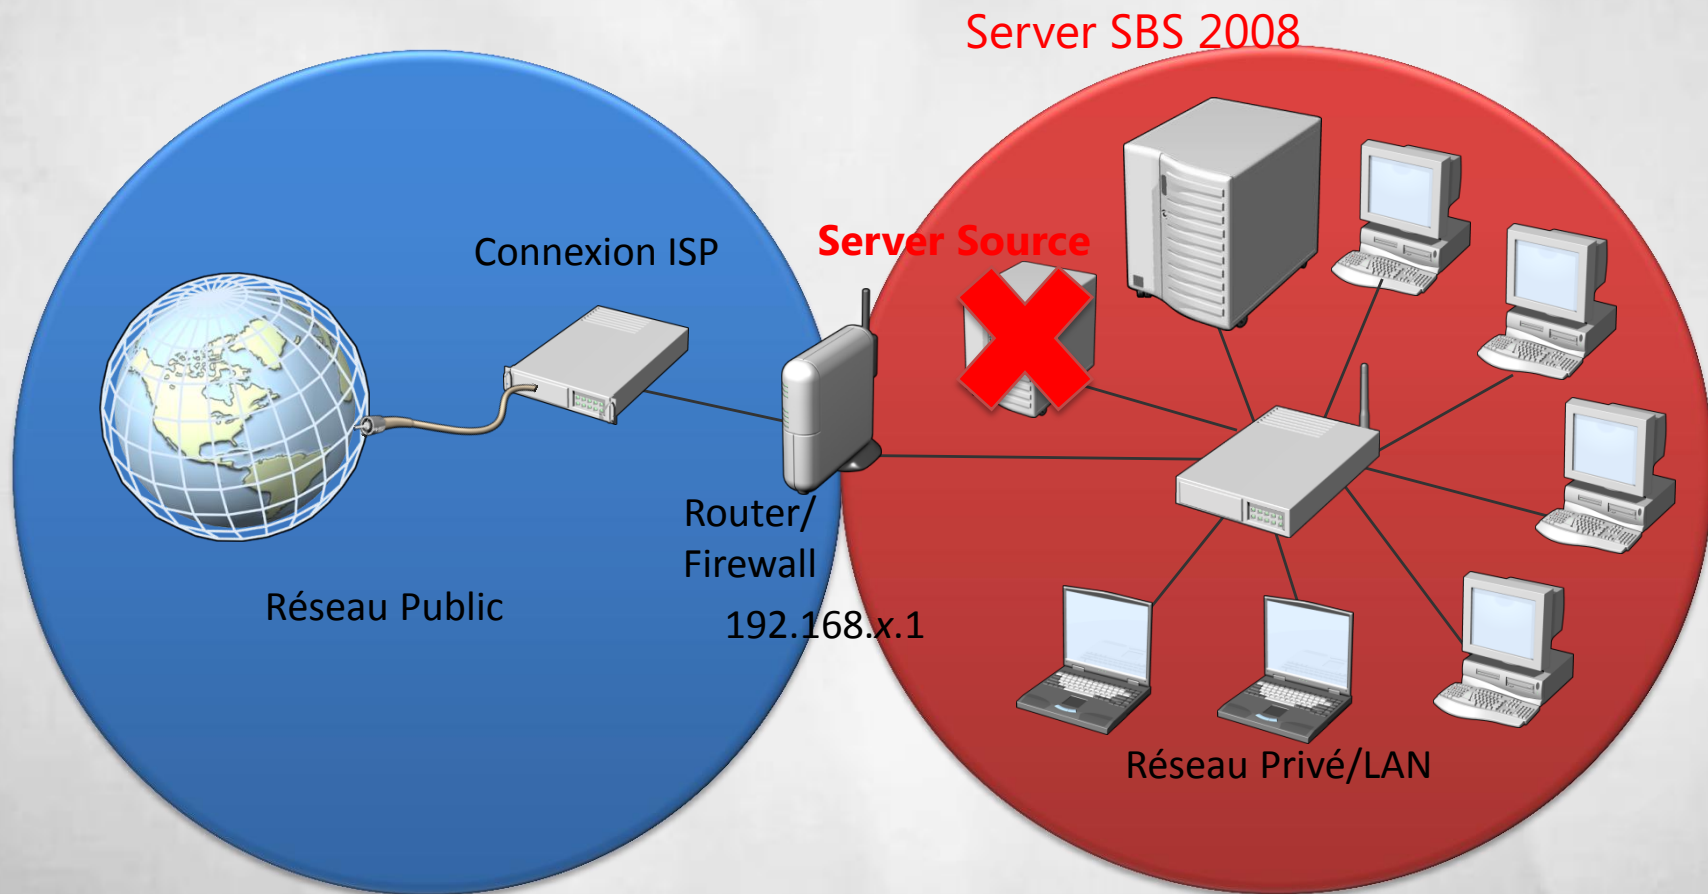 Server SBS 2008
Server Source
Connexion ISP
Router/
Firewall
192.168.x.1
Réseau Public
Réseau Privé/LAN